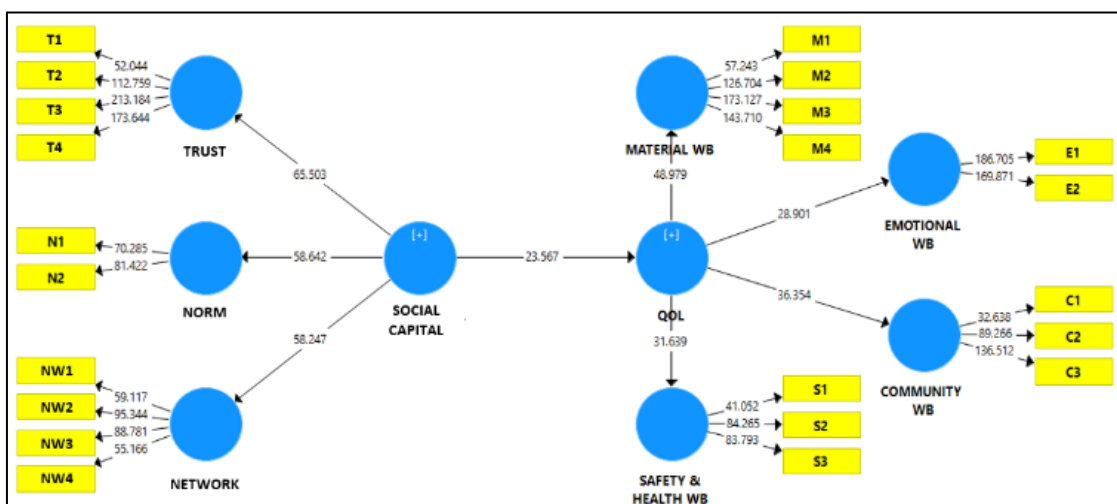 T1
T2
T3
T4
52.044
112.759
213.184
173.644
TRUST
65.503
N1
N2
70.285
81.422
NORM
58.642
NW1
NW2
NW3
NW4
59.117
95.344
88.781
55.166
NETWORK
58.247
[+]
SOCIAL
CAPITAL
23.567
[+]
QOL
48.979
MATERIAL WB
57.243
126.704
173.127
143.710
M1
M2
M3
M4
28.901
EMOTIONAL
WB
186.705
169.871
E1
E2
36.354
COMMUNITY
WB
32.638
89.266
136.512
C1
C2
C3
31.639
SAFETY &
HEALTH WB
41.052
84.265
83.793
S1
S2
S3